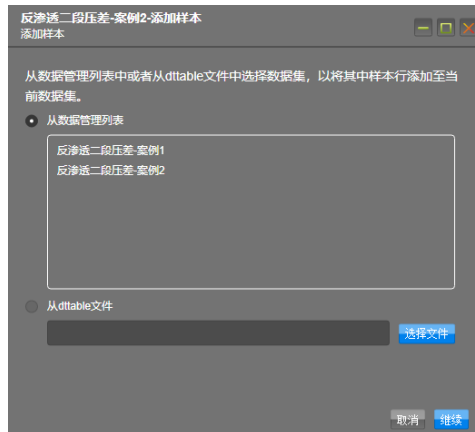 反渗透二段压差-案例2-添加样本
添加样本
从数据管理列表中或者从dttable文件中选择数据集，以将其中样本行添加至当
前数据集。
从数据管理列表
反渗透二段压差-案例1
反渗透二段压差-案例2
从dttable文件
选择文件
取消 继续